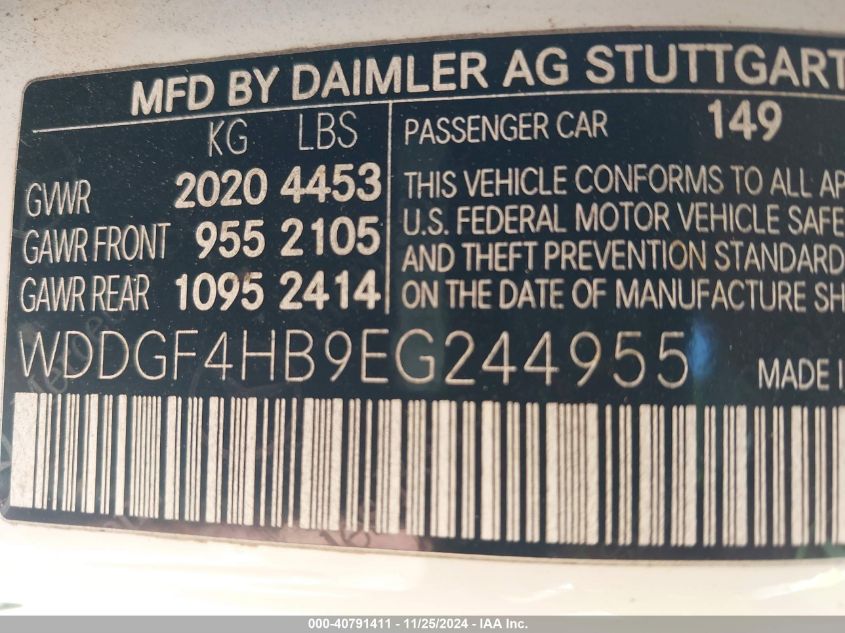 MFD BY DAIMLER AG STUTTGART
KG LBS
GVWR 2020 4453
GAWR FRONT 955 2105
GAWR REAR 1095 2414
PASSENGER CAR 149
THIS VEHICLE CONFORMS TO ALL AP
U.S. FEDERAL MOTOR VEHICLE SAFE
AND THEFT PREVENTION STANDARD
ON THE DATE OF MANUFACTURE SH
WDDGF4HB9EG244955 MADE I
000-40791411 - 11/25/2024 - IAA Inc.